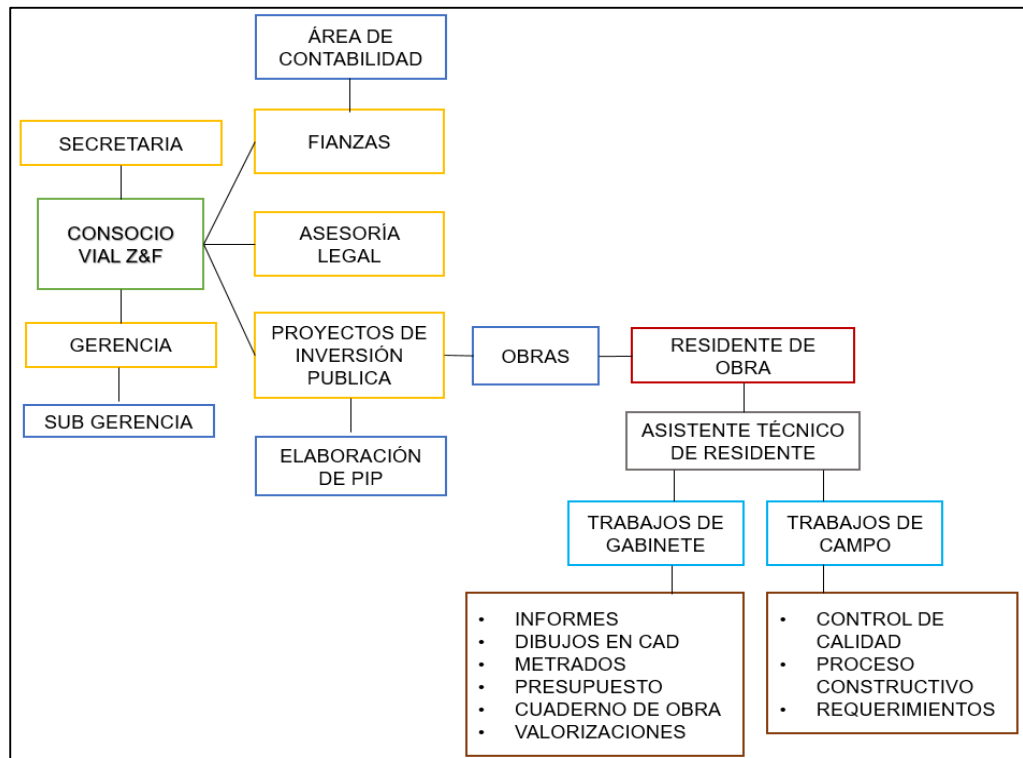 ÁREA DE
CONTABILIDAD
SECRETARIA
FIANZAS
CONSOCIO
VIAL Z&F
ASESORÍA
LEGAL
GERENCIA
PROYECTOS DE
INVERSIÓN
PUBLICA
OBRAS
RESIDENTE DE
OBRA
SUB GERENCIA
ELABORACIÓN
DE PIP
ASISTENTE TÉCNICO
DE RESIDENTE
TRABAJOS DE
GABINETE
TRABAJOS DE
CAMPO
• INFORMES
• DIBUJOS EN CAD
• METRADOS
• PRESUPUESTO
• CUADERNO DE OBRA
• VALORIZACIONES
• CONTROL DE
CALIDAD
• PROCESO
CONSTRUCTIVO
• REQUERIMIENTOS